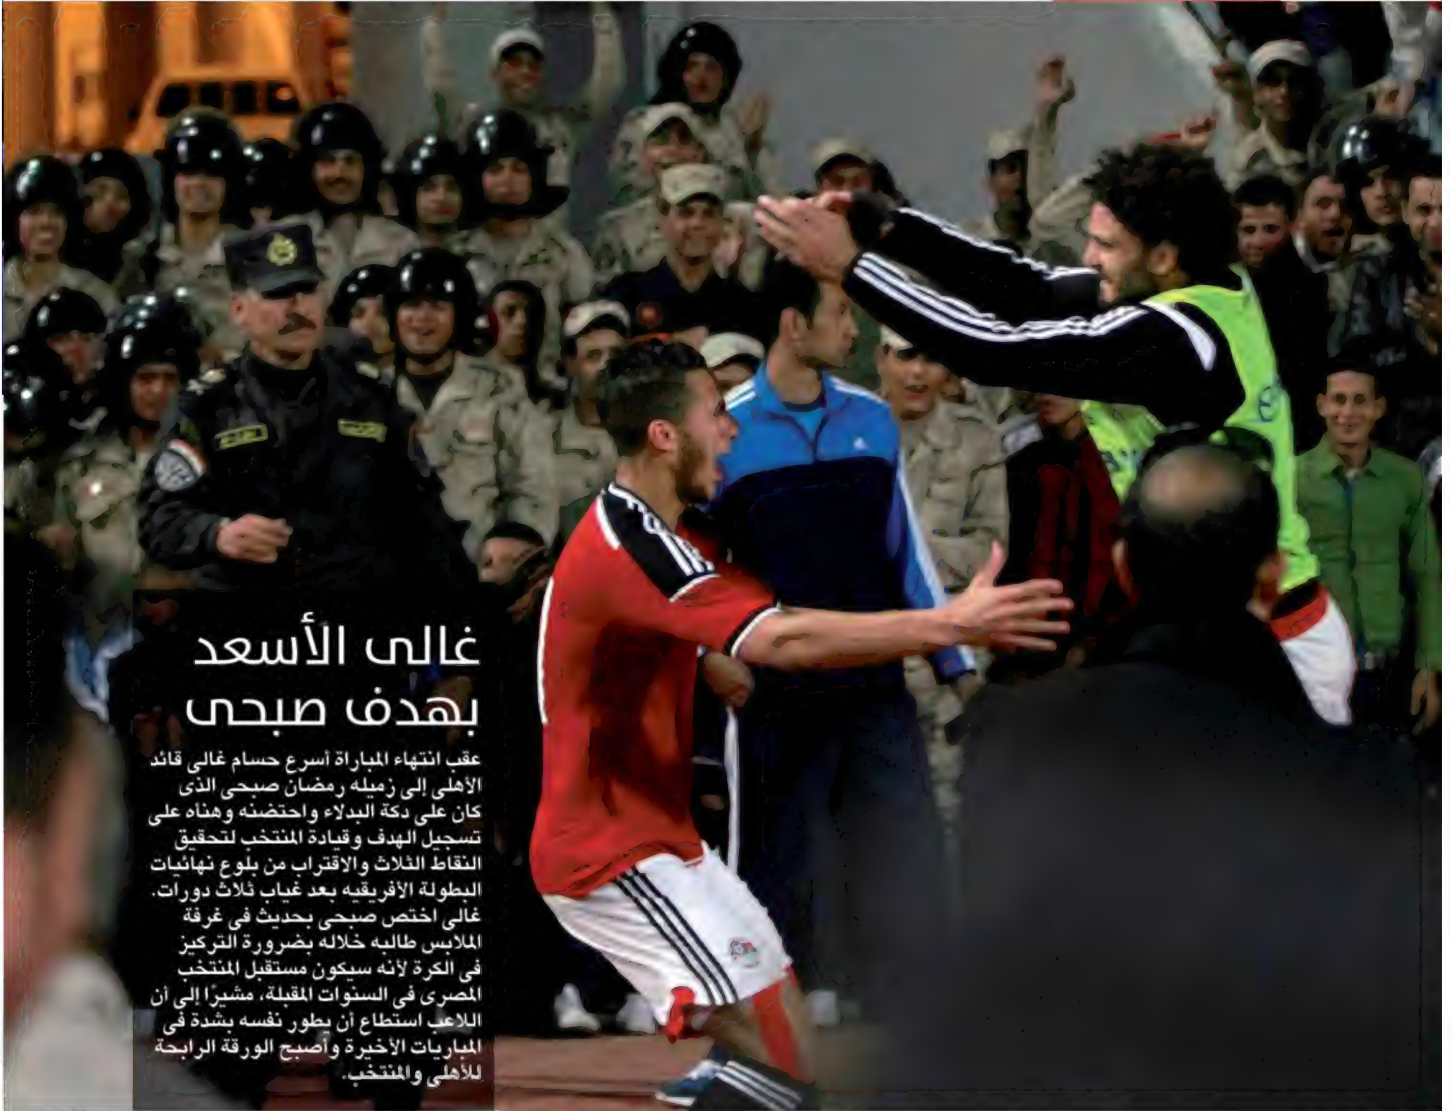 غالى الأسعد
بهدف صبحى
عقب انتهاء المباراة أسرع حسام غالى قائد
الأهلى إلى زميله رمضان صبحى الذى
كان على دكة البدلاء واحتضنه وهنأه على
تسجيل الهدف وقيادة المنتخب لتحقيق
النقاط الثلاث والاقتراب من بلوغ نهائيات
البطولة الأفريقيه بعد غياب ثلاث دورات.
غالى اختص صبحى بحديث فى غرفة
الملابس طالبه خلاله بضرورة التركيز
فى الكرة لأنه سيكون مستقبل المنتخب
المصرى فى السنوات المقبلة، مشيرًا إلى أن
اللاعب استطاع أن يطور نفسه بشدة فى
المباريات الأخيرة وأصبح الورقة الرابحة
للأهلى والمنتخب.